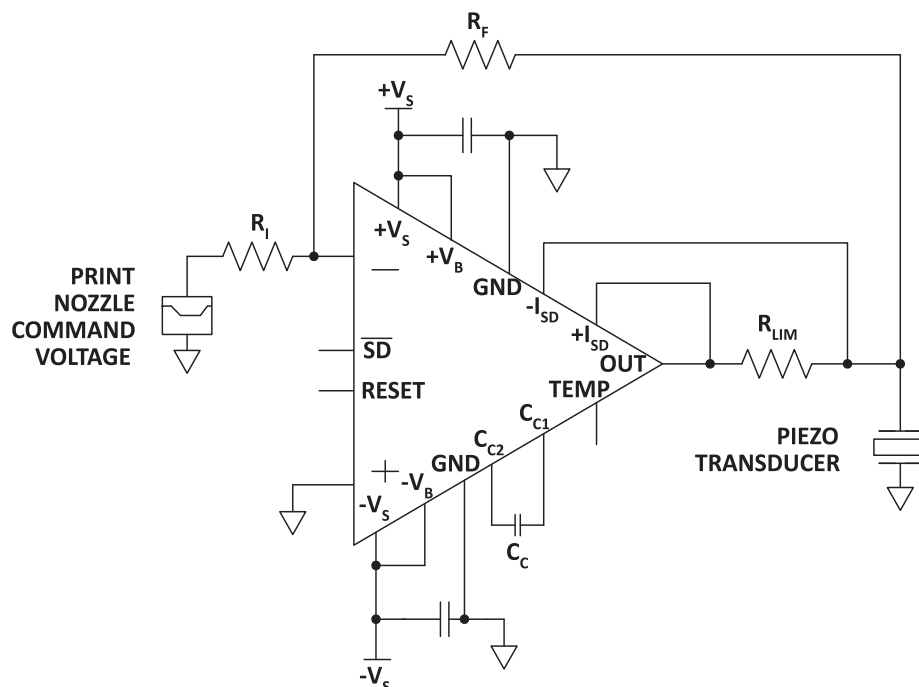 R_F
+V_S
R_I
+V_S
+V_B
GND
-I_SD
+I_SD
R_LIM
OUT
PRINT
NOZZLE
COMMAND
VOLTAGE
SD
RESET
TEMP
C_C1
C_C2
GND
-V_B
-V_S
C_C
PIEZO
TRANSDUCER
-V_S